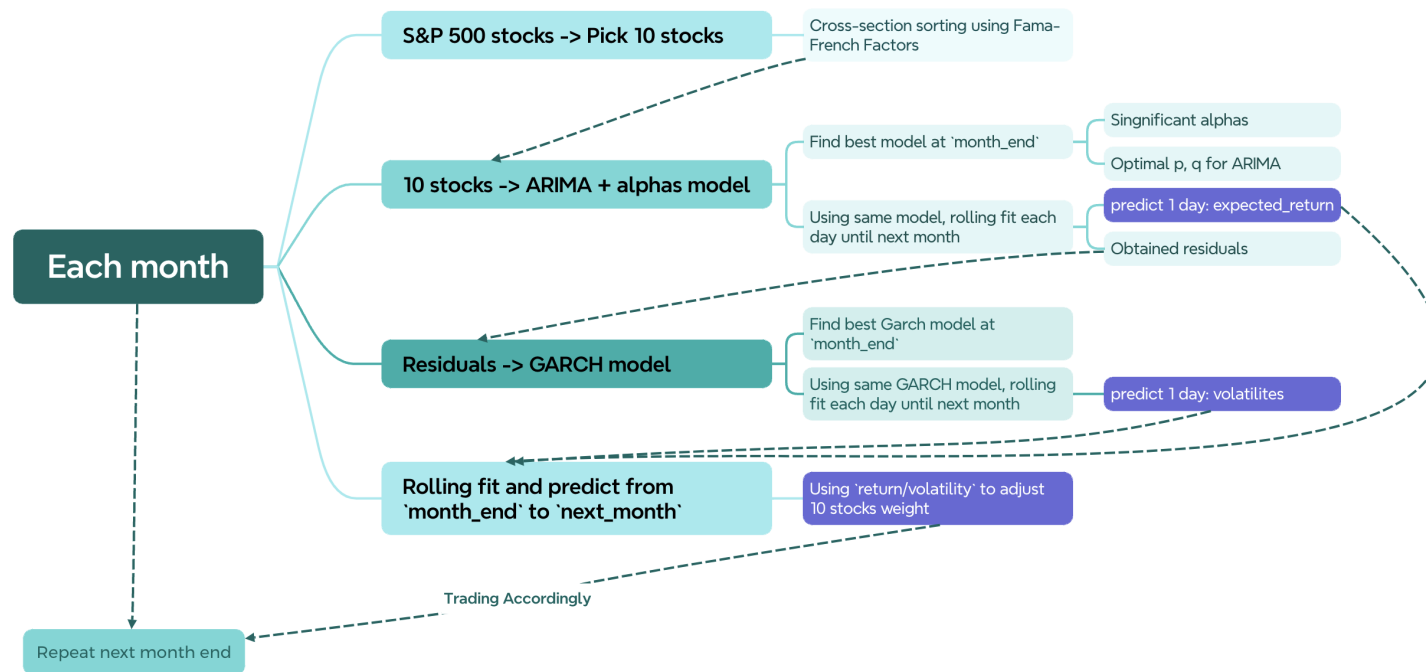 S&P 500 stocks -> Pick 10 stocks
Cross-section sorting using Fama-
French Factors
10 stocks -> ARIMA + alphas model
Find best model at `month_end`
Singnificant alphas
Optimal p, q for ARIMA
Using same model, rolling fit each
day until next month
predict 1 day: expected_return
Obtained residuals
Each month
Residuals -> GARCH model
Find best Garch model at
`month_end`
Using same GARCH model, rolling
fit each day until next month
predict 1 day: volatilites
Rolling fit and predict from
`month_end` to `next_month`
Using `return/volatility` to adjust
10 stocks weight
Trading Accordingly
Repeat next month end